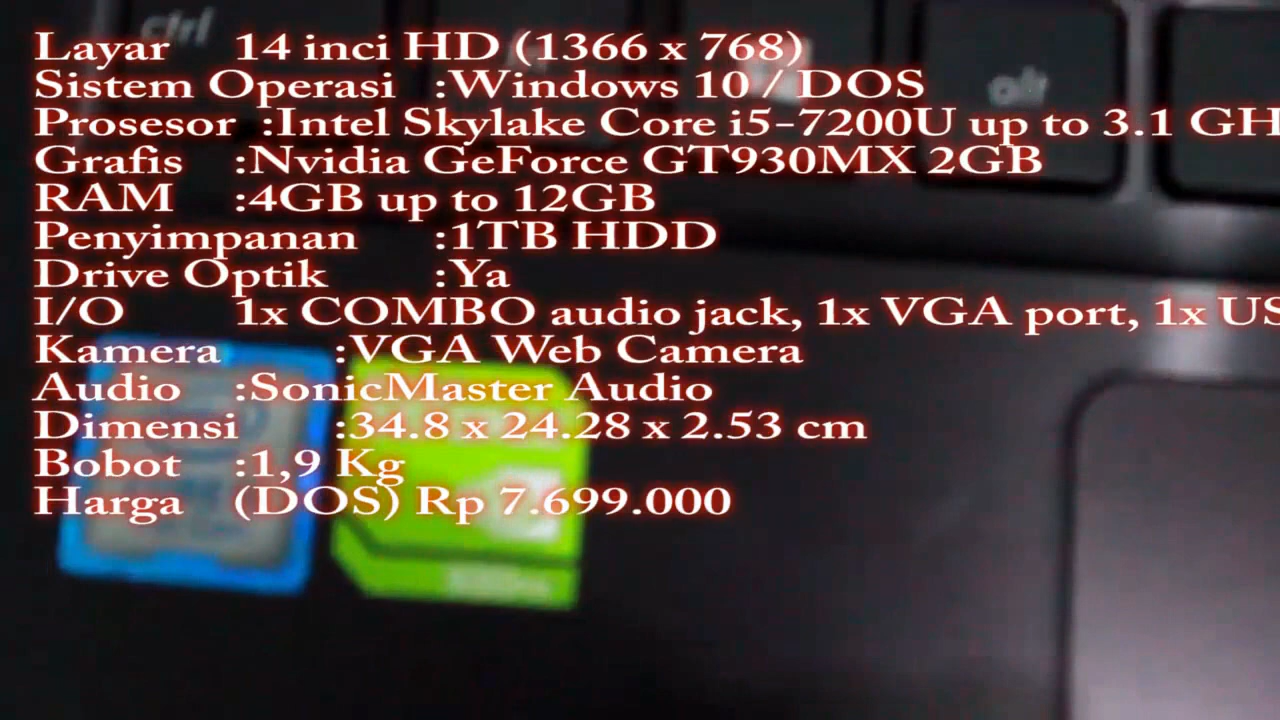 Layar 14 inci HD (1366 x 768)
Sistem Operasi :Windows 10 / DOS
Prosesor :Intel Skylake Core i5-7200U up to 3.1 GH
Grafis :Nvidia GeForce GT930MX 2GB
RAM :4GB up to 12GB
Penyimpanan :1TB HDD
Drive Optik :Ya
I/O 1x COMBO audio jack, 1x VGA port, 1x US
Kamera :VGA Web Camera
Audio :SonicMaster Audio
Dimensi :34.8 x 24.28 x 2.53 cm
Bobot :1,9 Kg
Harga (DOS) Rp 7.699.000
ctrl
alt